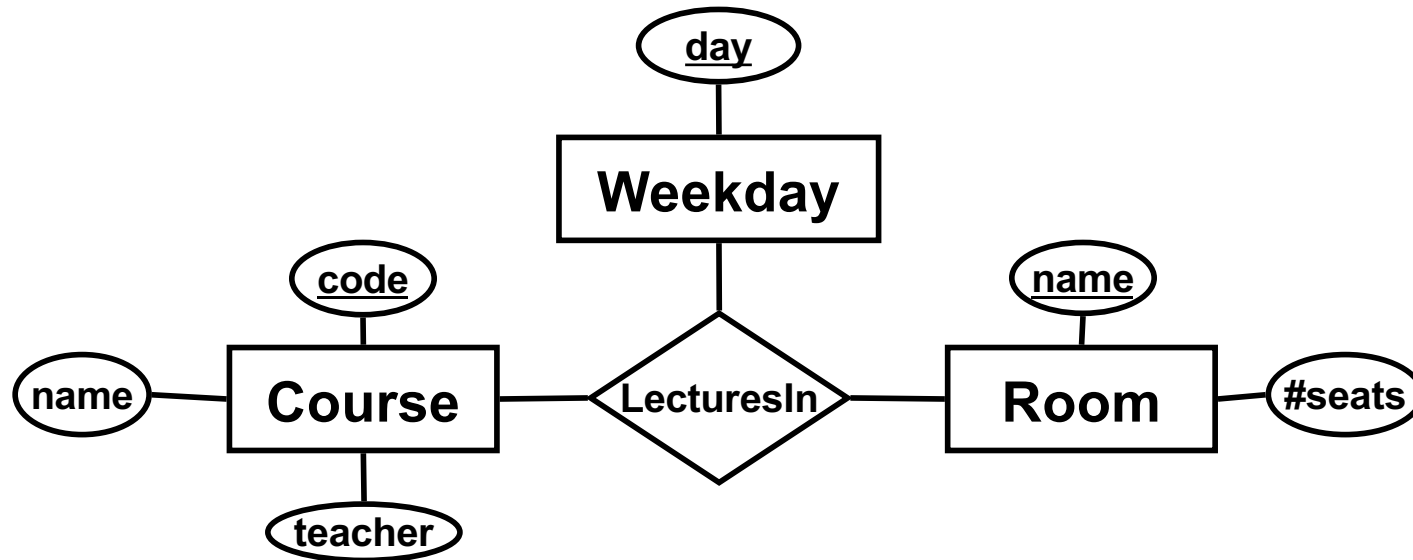 day
Weekday
code
name
name
Course
LecturesIn
Room
#seats
teacher